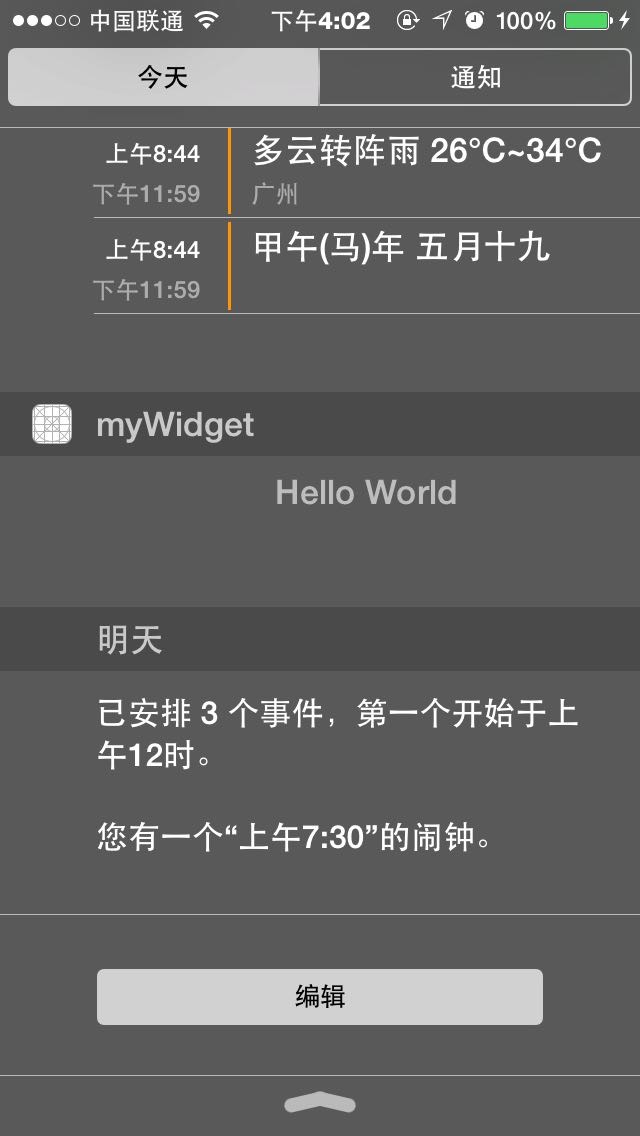 中国联通 下午4:02 100%
今天 通知
上午8:44 多云转阵雨 26°C~34°C
下午11:59 广州
上午8:44 甲午(马)年 五月十九
下午11:59
myWidget
Hello World
明天
已安排 3 个事件，第一个开始于上
午12时。
您有一个“上午7:30”的闹钟。
编辑